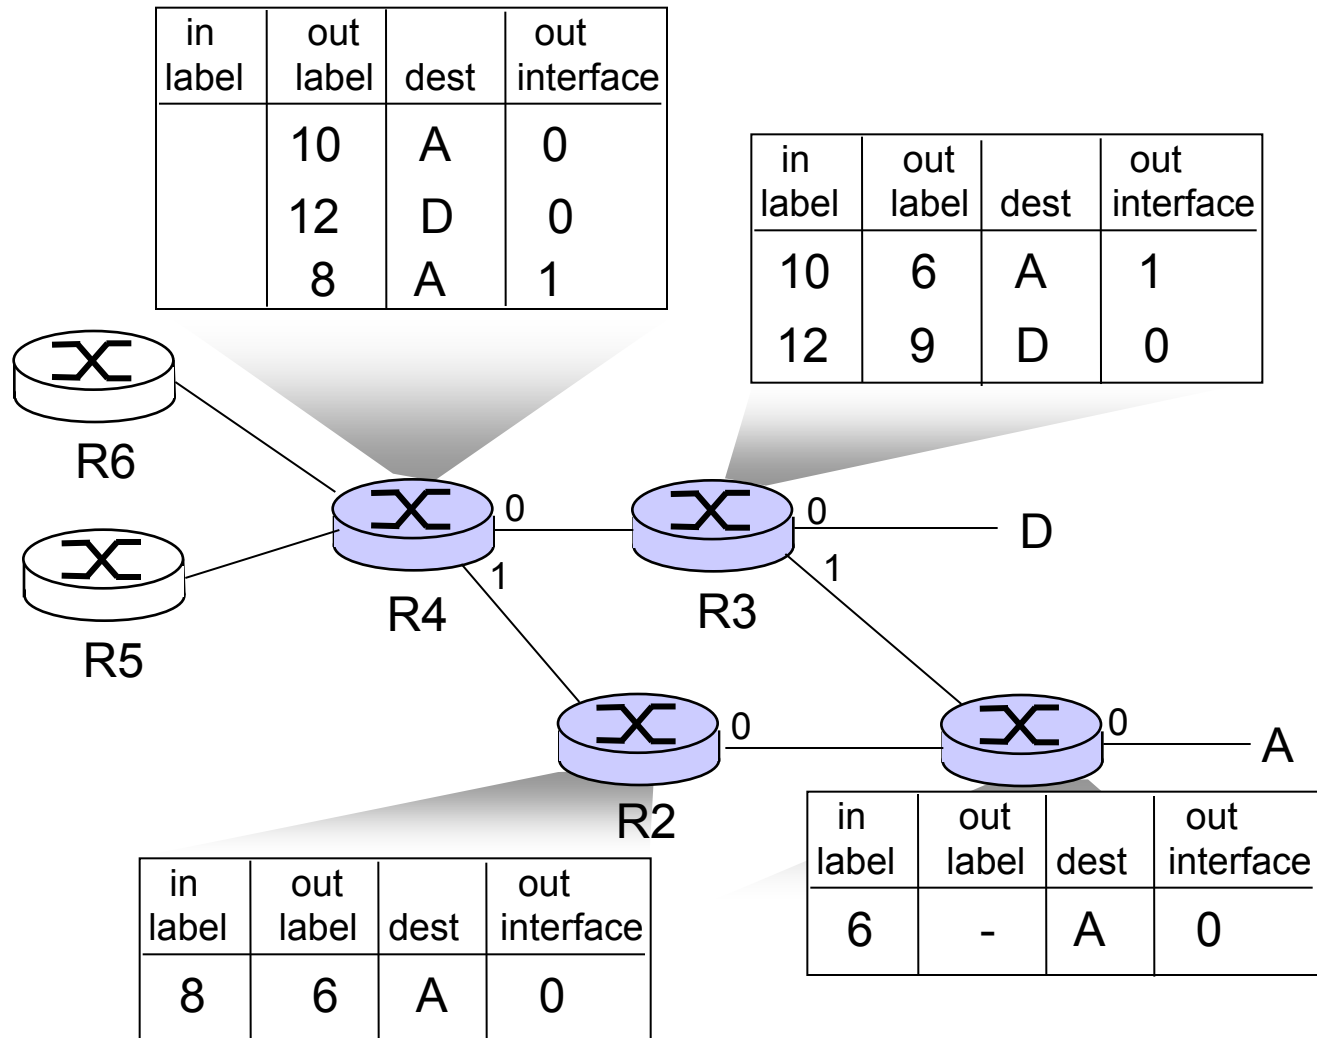 in out out
label label dest interface
10 A 0
12 D 0
8 A 1
in out out
label label dest interface
10 6 A 1
12 9 D 0
R6
R5
R4
0
1
R3
0
1
D
R2
0
0
A
in out out
label label dest interface
6 - A 0
in out out
label label dest interface
8 6 A 0